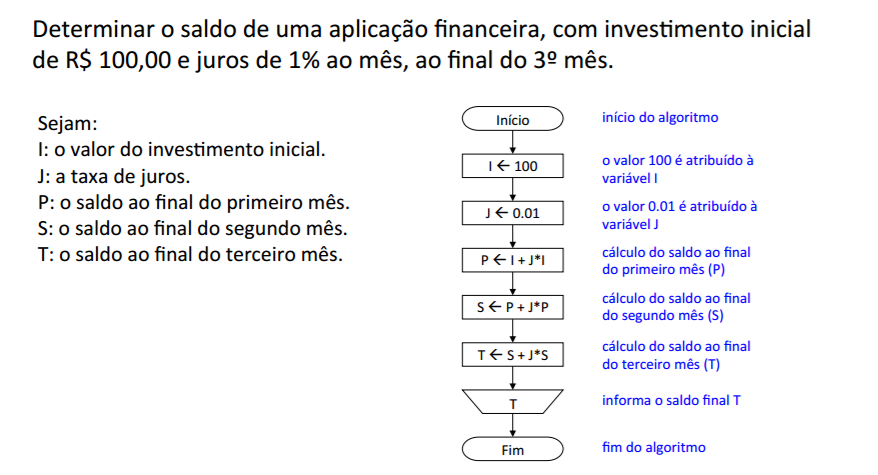 Determinar o saldo de uma aplicação financeira, com investimento inicial
de R$ 100,00 e juros de 1% ao mês, ao final do 3º mês.
Sejam:
I: o valor do investimento inicial.
J: a taxa de juros.
P: o saldo ao final do primeiro mês.
S: o saldo ao final do segundo mês.
T: o saldo ao final do terceiro mês.
Início
início do algoritmo
I ← 100
o valor 100 é atribuído à
variável I
J ← 0.01
o valor 0.01 é atribuído à
variável J
P ← I + J*I
cálculo do saldo ao final
do primeiro mês (P)
S ← P + J*P
cálculo do saldo ao final
do segundo mês (S)
T ← S + J*S
cálculo do saldo ao final
do terceiro mês (T)
T
informa o saldo final T
Fim
fim do algoritmo